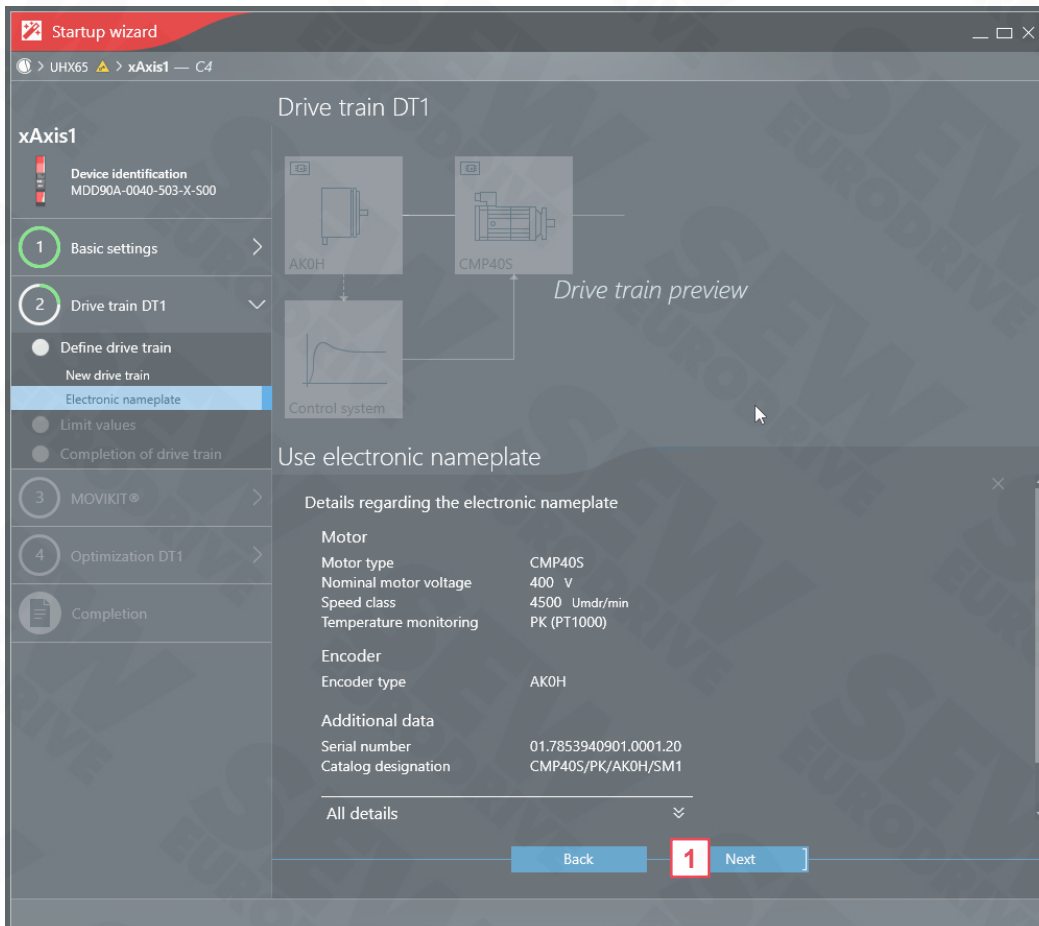 Startup wizard
> UHX65 > xAxis1 — C4
xAxis1
Device identification
MDD90A-0040-503-X-S00
1 Basic settings
2 Drive train DT1
Define drive train
New drive train
Electronic nameplate
Limit values
Completion of drive train
3 MOVIKIT®
4 Optimization DT1
Completion
Drive train DT1
AK0H
CMP40S
Drive train preview
Control system
Use electronic nameplate
Details regarding the electronic nameplate
Motor
Motor type CMP40S
Nominal motor voltage 400 V
Speed class 4500 Umdr/min
Temperature monitoring PK (PT1000)
Encoder
Encoder type AK0H
Additional data
Serial number 01.7853940901.0001.20
Catalog designation CMP40S/PK/AK0H/SM1
All details
Back 1 Next
SEW
EURODRIVE